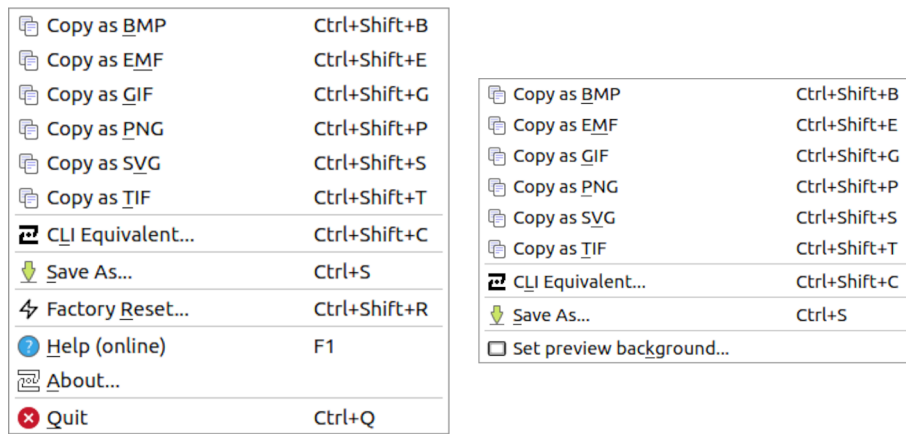 Copy as BMP Ctrl+Shift+B
Copy as EMF Ctrl+Shift+E
Copy as GIF Ctrl+Shift+G
Copy as PNG Ctrl+Shift+P
Copy as SVG Ctrl+Shift+S
Copy as TIF Ctrl+Shift+T
CLI Equivalent... Ctrl+Shift+C
Save As... Ctrl+S
Factory Reset... Ctrl+Shift+R
Help (online) F1
About...
Quit Ctrl+Q
Copy as BMP Ctrl+Shift+B
Copy as EMF Ctrl+Shift+E
Copy as GIF Ctrl+Shift+G
Copy as PNG Ctrl+Shift+P
Copy as SVG Ctrl+Shift+S
Copy as TIF Ctrl+Shift+T
CLI Equivalent... Ctrl+Shift+C
Save As... Ctrl+S
Set preview background...